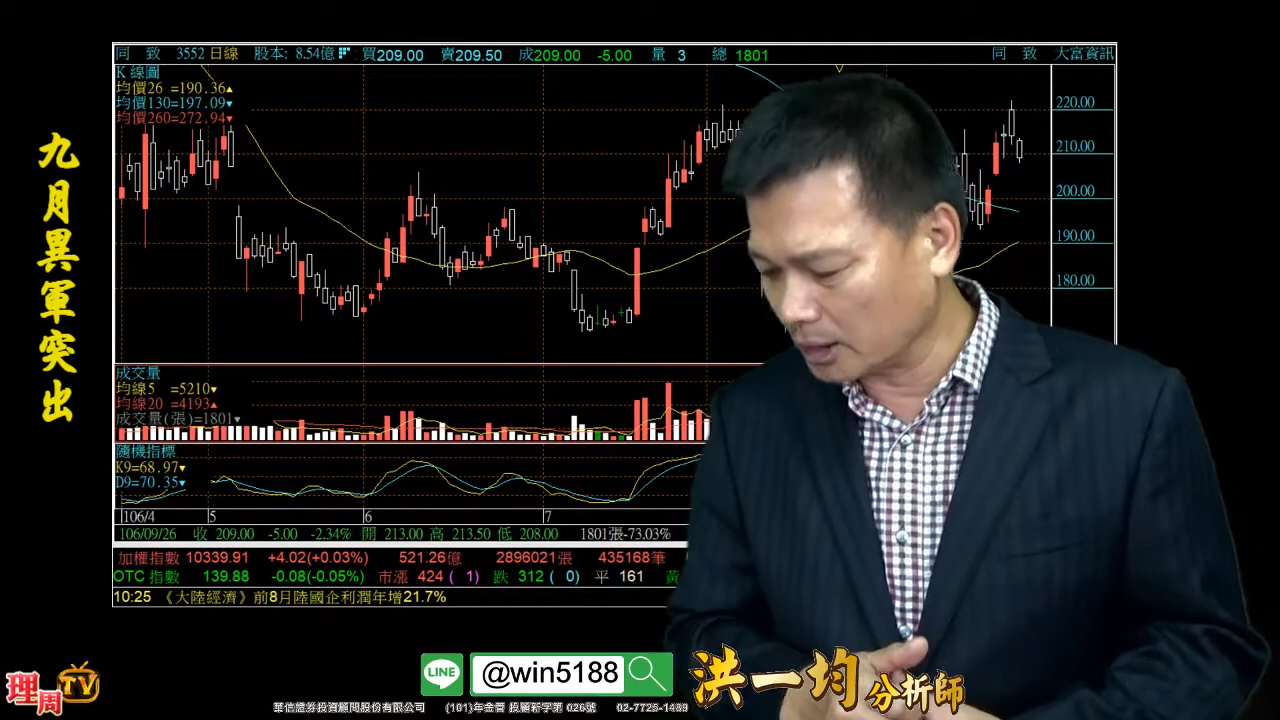 同 致 3552 日線 股本: 8.54億 買209.00 賣209.50 成209.00 -5.00 量 3 總 1801 同 致 大富資訊
K 線圖
均價26 =190.36▲
均價130=197.09▼
均價260=272.94▼
220.00
210.00
200.00
190.00
180.00
九月異軍突出
成交量
均線5 =5210▼
均線20 =4193▲
成交量(張)=1801▼
隨機指標
K9=68.97▼
D9=70.35▼
106/4 5 6 7
106/09/26 收 209.00 -5.00 -2.34% 開 213.00 高 213.50 低 208.00 1801張-73.03%
加權指數 10339.91 +4.02(+0.03%) 521.26億 2896021張 435168筆
OTC 指數 139.88 -0.08(-0.05%) 市漲 424 ( 1) 跌 312 ( 0) 平 161 黃
10:25 《大陸經濟》前8月陸國企利潤年增21.7%
理周TV
LINE @win5188
洪一均分析師
華信證券投資顧問股份有限公司 (101)年金管 投顧新字第 026號 02-7725-1489